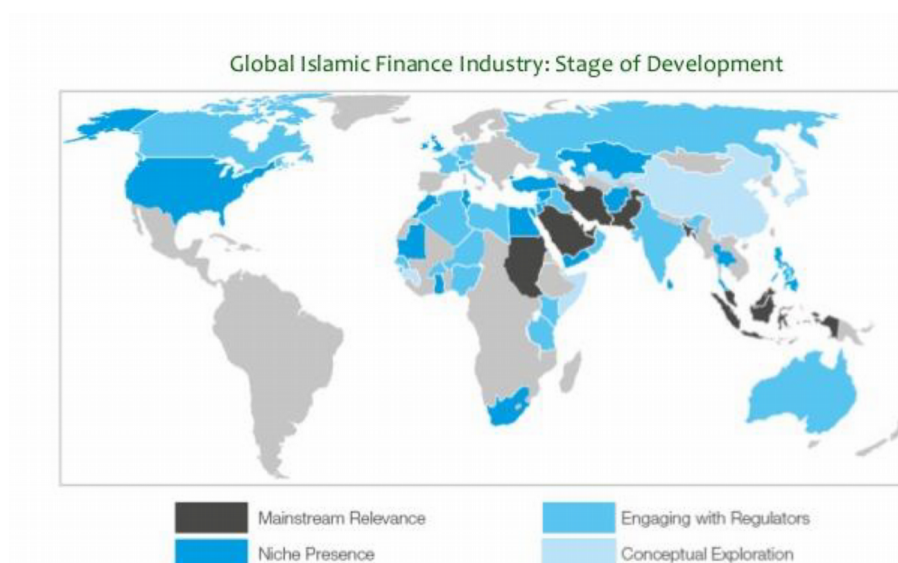 Global Islamic Finance Industry: Stage of Development
Mainstream Relevance
Engaging with Regulators
Niche Presence
Conceptual Exploration